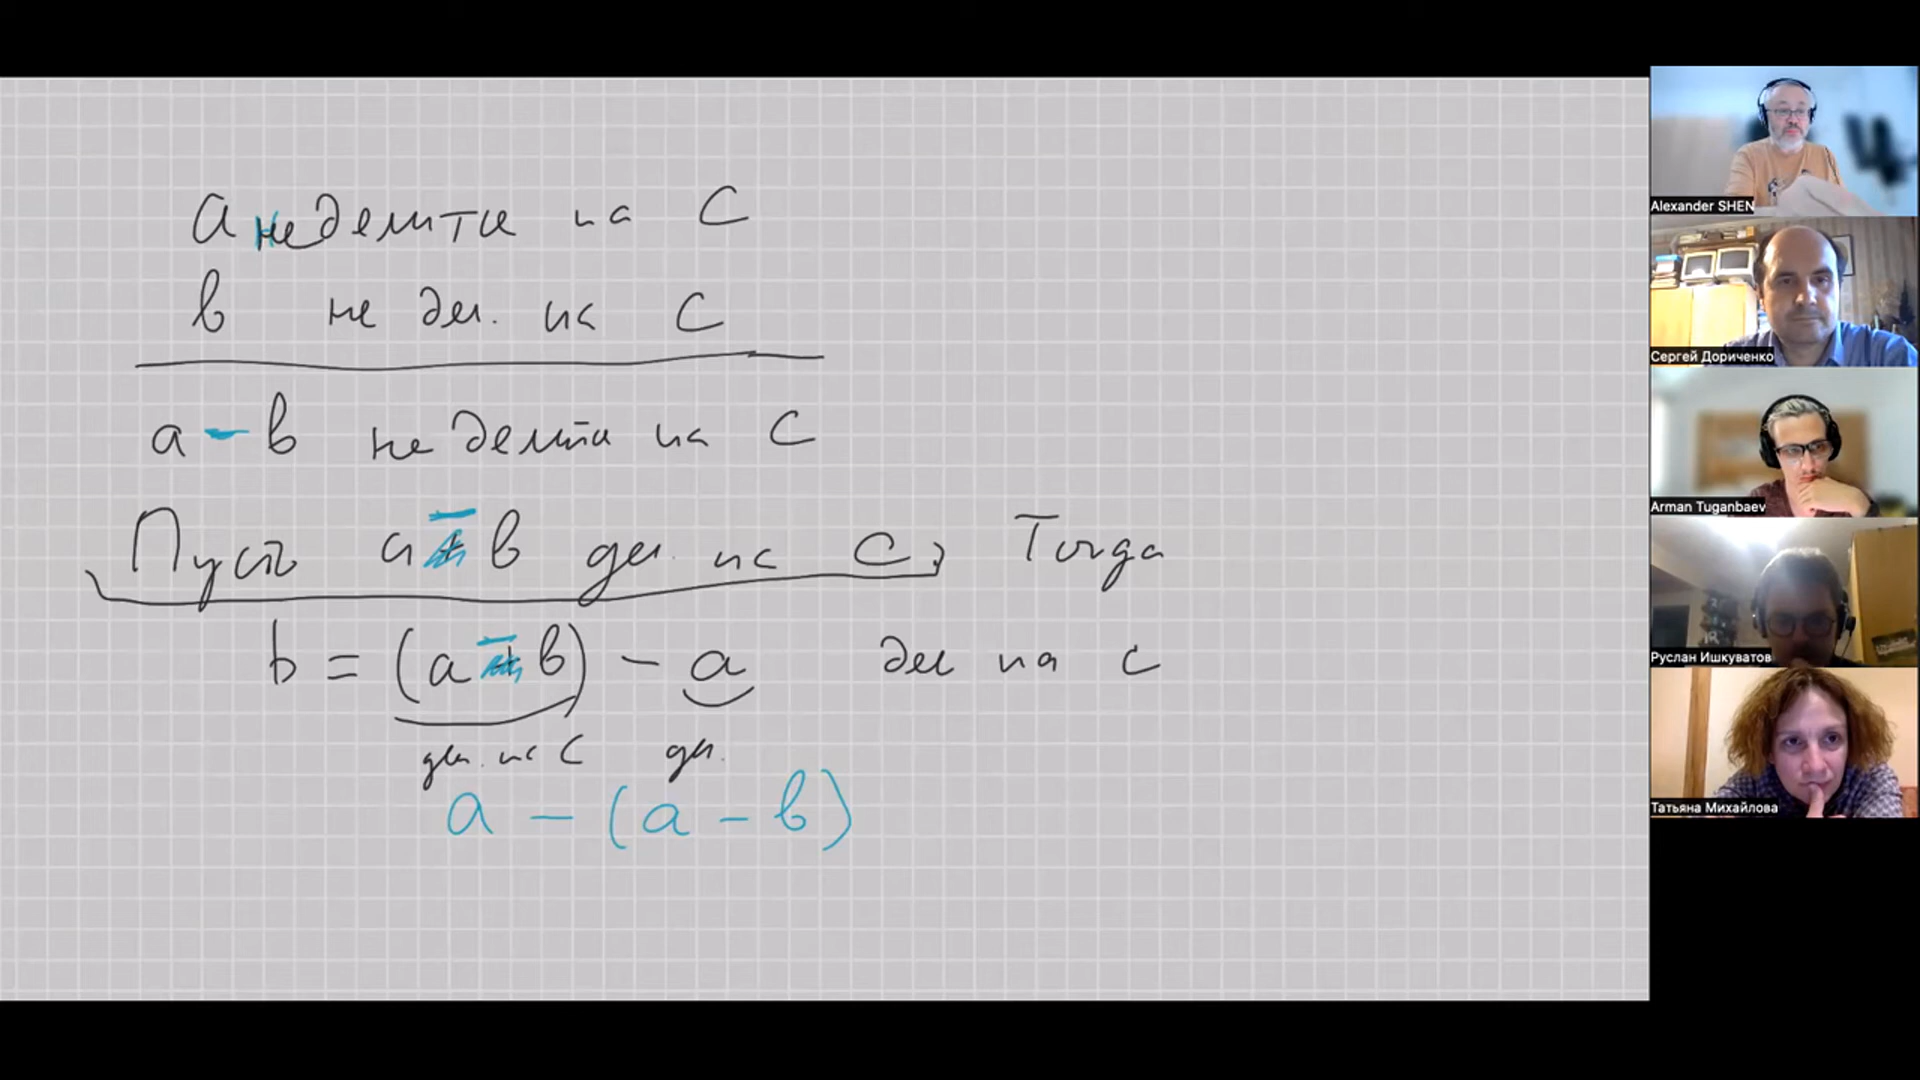 a не делится на C
b не дел. на C
a - b не делится на C
Пусть a - b дел. на C, Тогда
b = (a - b) - a дел на C
дел. на C дел.
a - (a - b)
Alexander SHEN
Сергей Дориченко
Arman Tuganbaev
Руслан Ишкуватов
Татьяна Михайлова